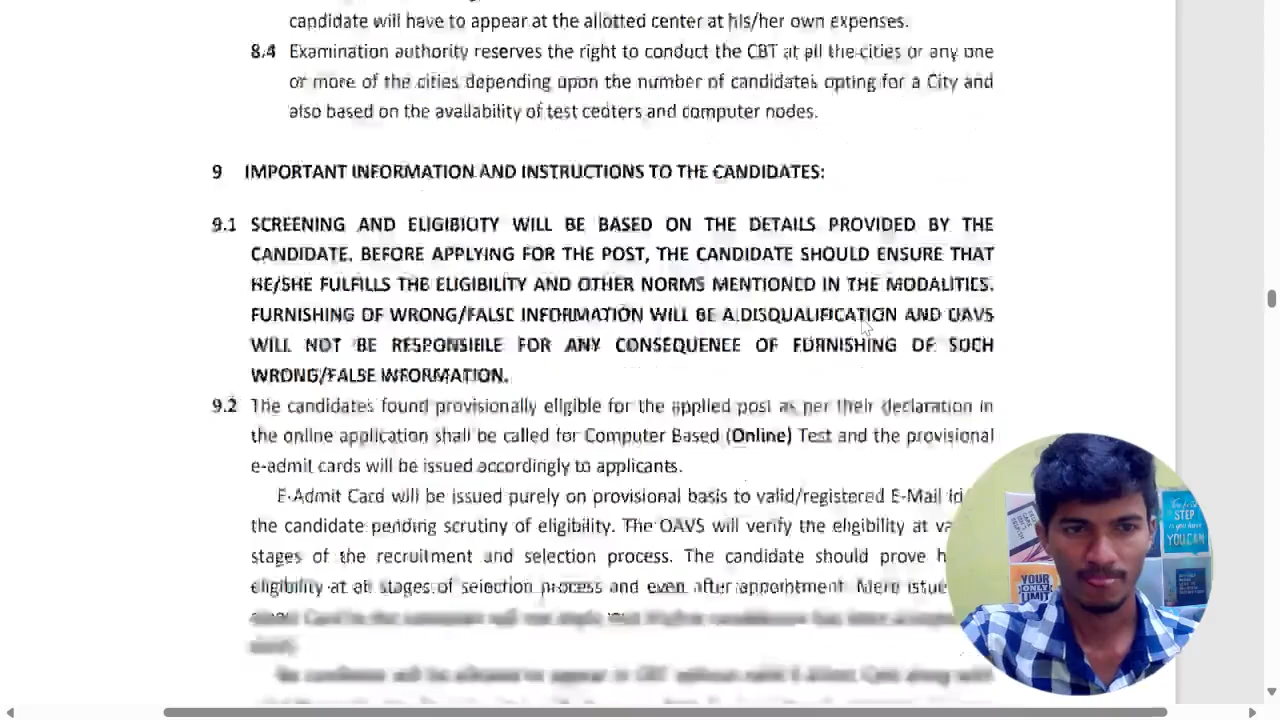 candidate will have to appear at the allotted center at his/her own expenses.
8.4 Examination authority reserves the right to conduct the CBT at all the cities or any one
or more of the cities depending upon the number of candidates opting for a City and
also based on the availability of test centers and computer nodes.
9 IMPORTANT INFORMATION AND INSTRUCTIONS TO THE CANDIDATES:
9.1 SCREENING AND ELIGIBILITY WILL BE BASED ON THE DETAILS PROVIDED BY THE
CANDIDATE. BEFORE APPLYING FOR THE POST, THE CANDIDATE SHOULD ENSURE THAT
HE/SHE FULFILLS THE ELIGIBILITY AND OTHER NORMS MENTIONED IN THE MODALITIES.
FURNISHING OF WRONG/FALSE INFORMATION WILL BE A DISQUALIFICATION AND OAVS
WILL NOT BE RESPONSIBLE FOR ANY CONSEQUENCE OF FURNISHING OF SUCH
WRONG/FALSE INFORMATION.
9.2 The candidates found provisionally eligible for the applied post as per their declaration in
the online application shall be called for Computer Based (Online) Test and the provisional
e-admit cards will be issued accordingly to applicants.
E-Admit Card will be issued purely on provisional basis to valid/registered E-Mail id
the candidate pending scrutiny of eligibility. The OAVS will verify the eligibility at va
stages of the recruitment and selection process. The candidate should prove h
eligibility at all stages of selection process and even after appointment. Mere issue
STEP
YOU CAN
YOUR
ONLY
LIMIT